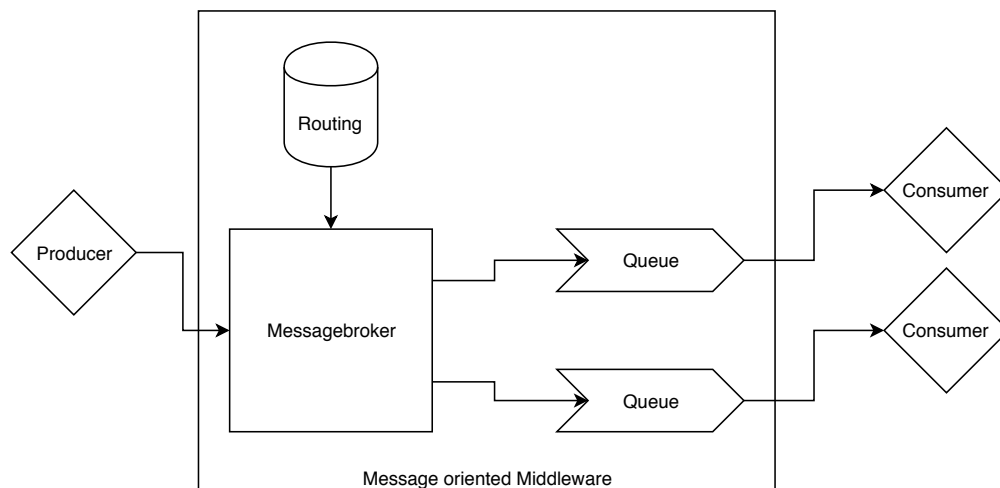 Routing
Producer
Messagebroker
Queue
Consumer
Queue
Consumer
Message oriented Middleware